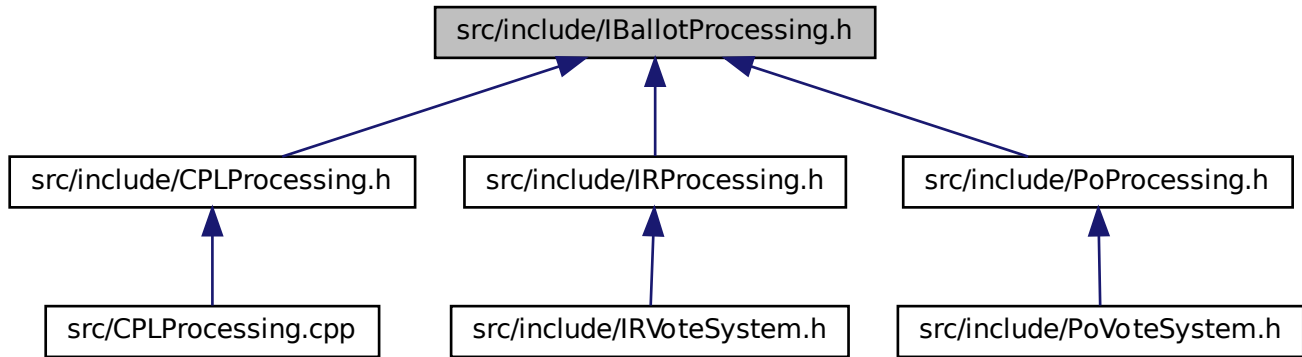 src/include/IBallotProcessing.h
src/include/CPLProcessing.h
src/include/IRProcessing.h
src/include/PoProcessing.h
src/CPLProcessing.cpp
src/include/IRVoteSystem.h
src/include/PoVoteSystem.h